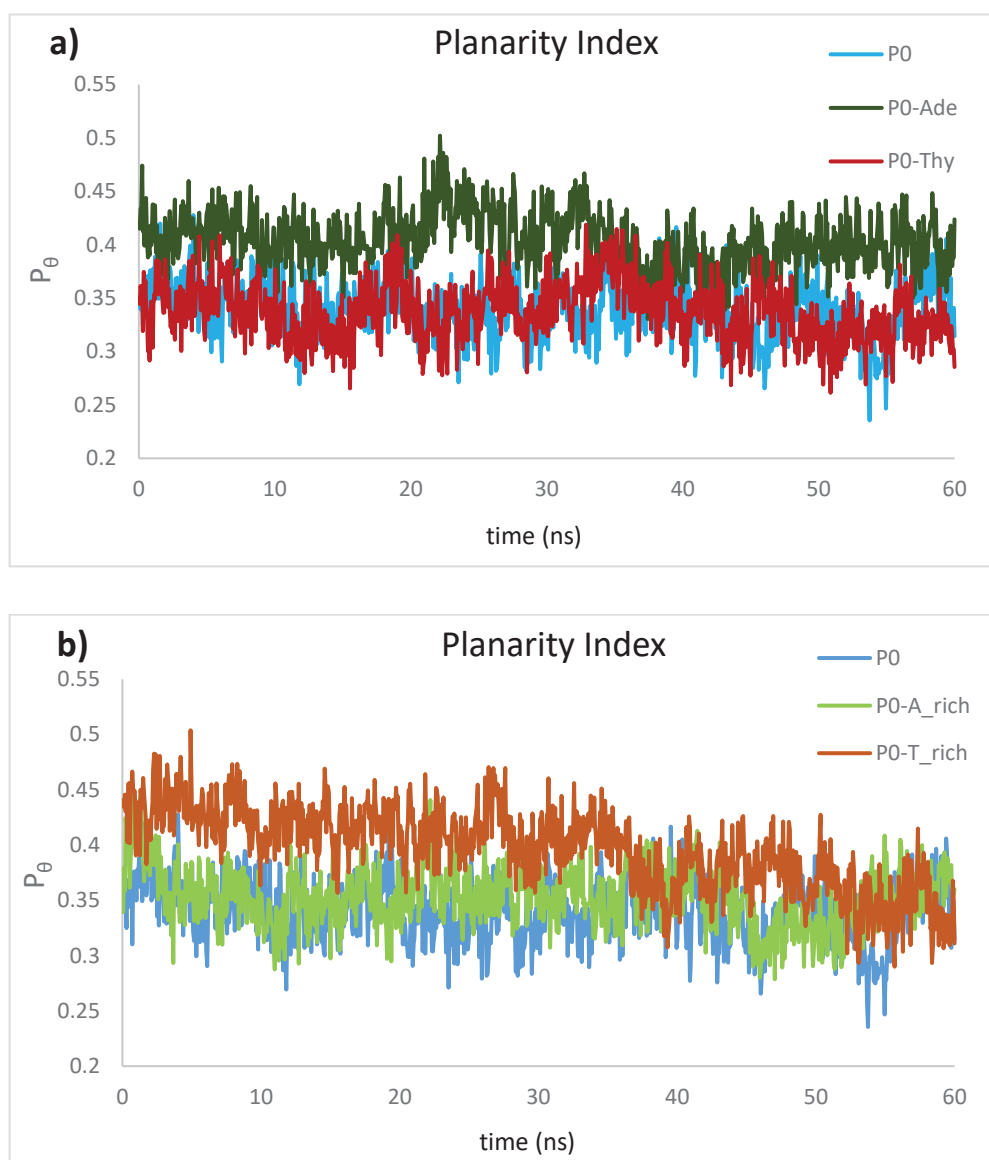 a)
Planarity Index
P0
P0-Ade
P0-Thy
0.55
0.5
0.45
0.4
0.35
0.3
0.25
0.2
Pθ
0 10 20 30 40 50 60
time (ns)
b)
Planarity Index
P0
P0-A_rich
P0-T_rich
0.55
0.5
0.45
0.4
0.35
0.3
0.25
0.2
Pθ
0 10 20 30 40 50 60
time (ns)